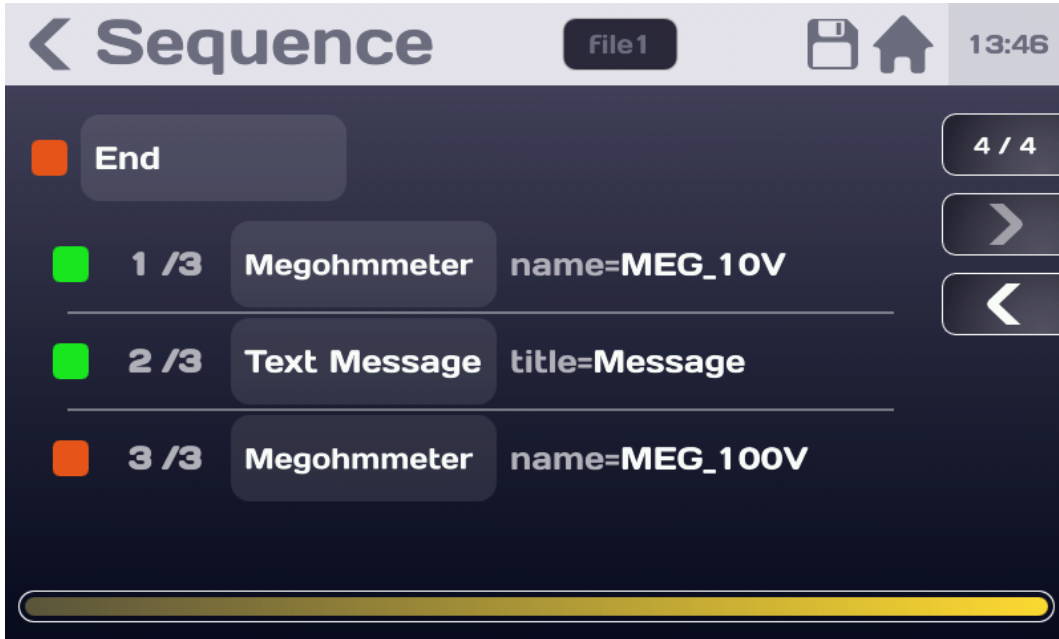 Sequence File1 13:46
End 4 / 4
1 /3 Megohmmeter name=MEG_10V
2 /3 Text Message title=Message
3 /3 Megohmmeter name=MEG_100V